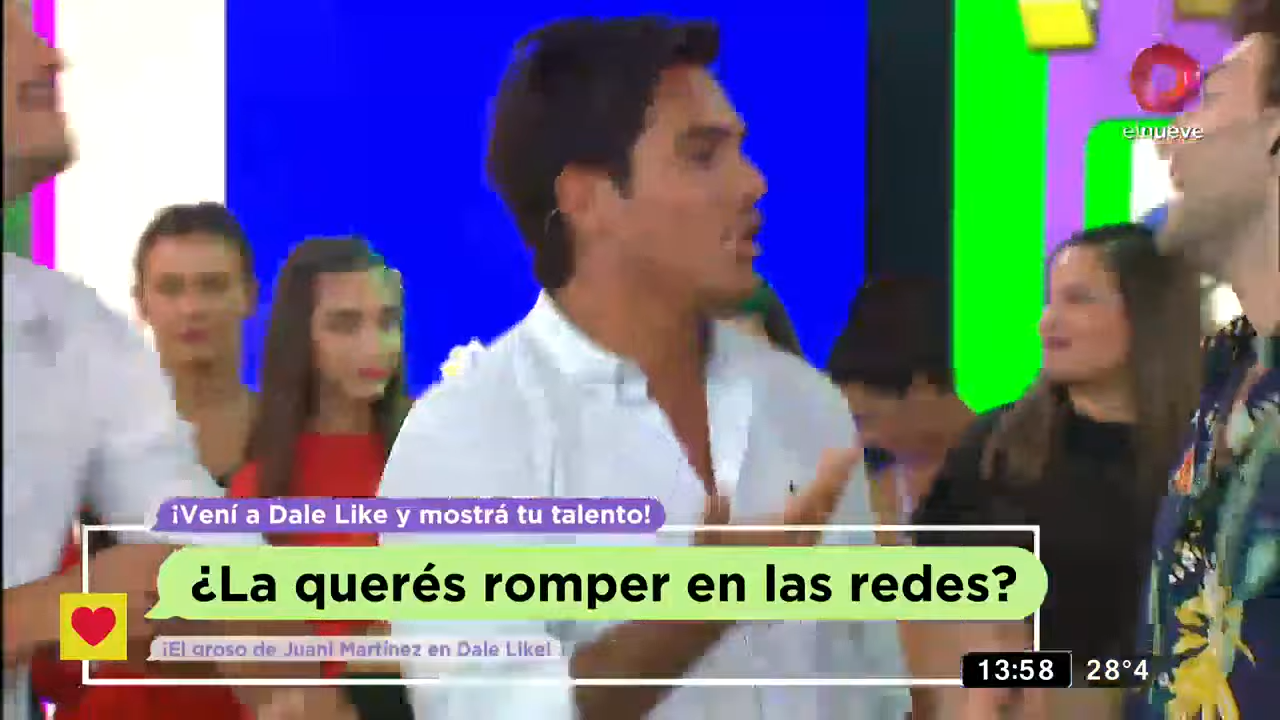 elnueve
¡Vení a Dale Like y mostrá tu talento!
¿La querés romper en las redes?
¡El groso de Juani Martínez en Dale Like!
13:58 28°4